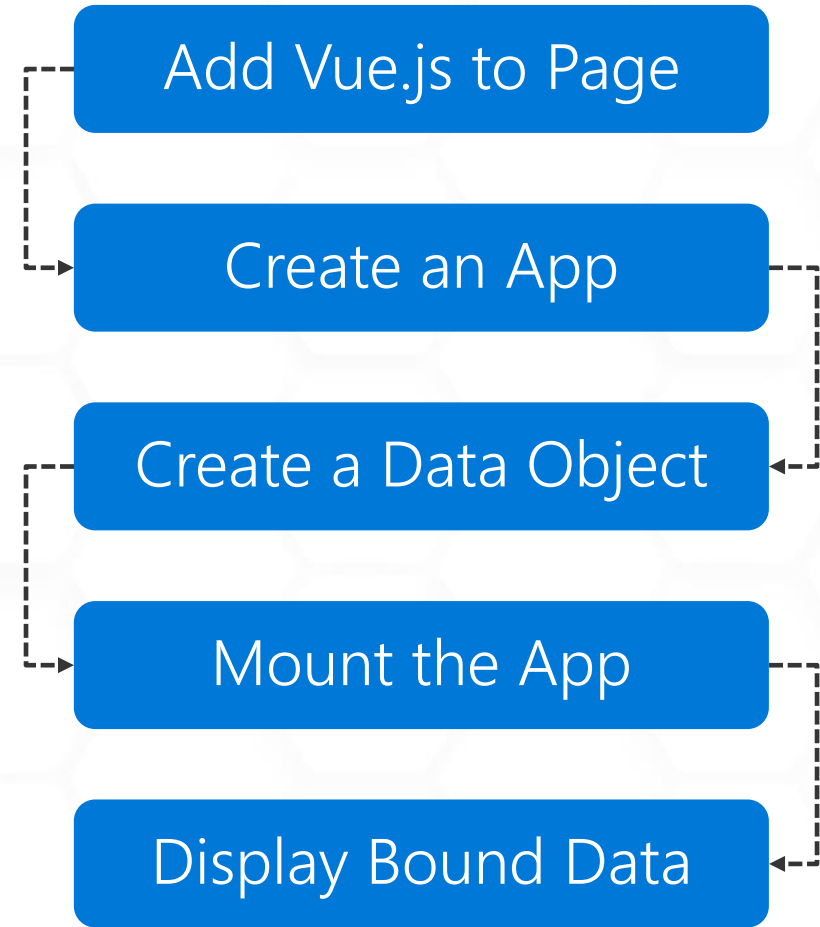 Add Vue.js to Page
Create an App
Create a Data Object
Mount the App
Display Bound Data